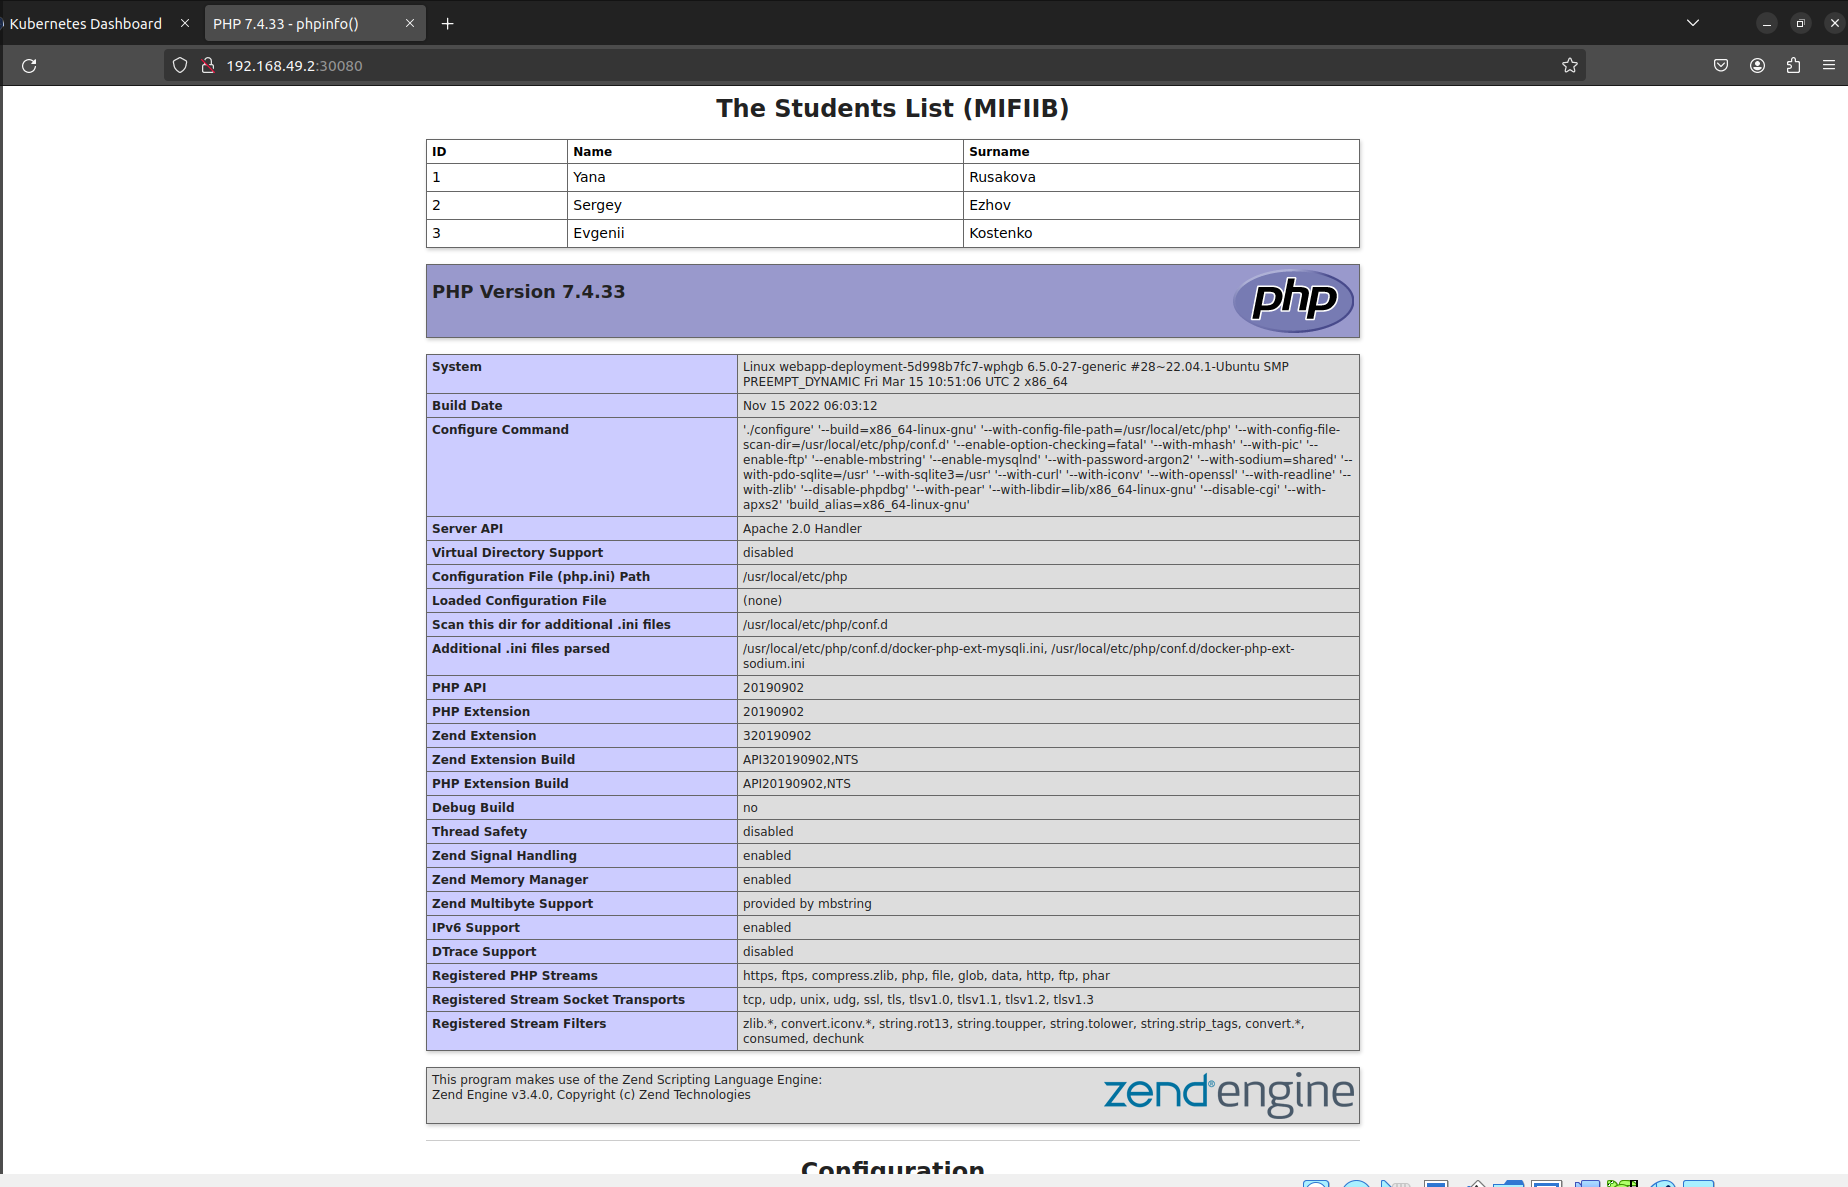 Kubernetes Dashboard
PHP 7.4.33 - phpinfo()
192.168.49.2:30080
The Students List (MIFIIB)
ID Name Surname
1 Yana Rusakova
2 Sergey Ezhov
3 Evgenii Kostenko
PHP Version 7.4.33
php
System Linux webapp-deployment-5d998b7fc7-wphgb 6.5.0-27-generic #28~22.04.1-Ubuntu SMP
PREEMPT_DYNAMIC Fri Mar 15 10:51:06 UTC 2 x86_64
Build Date Nov 15 2022 06:03:12
Configure Command './configure' '--build=x86_64-linux-gnu' '--with-config-file-path=/usr/local/etc/php' '--with-config-file-
scan-dir=/usr/local/etc/php/conf.d' '--enable-option-checking=fatal' '--with-mhash' '--with-pic' '--
enable-ftp' '--enable-mbstring' '--enable-mysqlnd' '--with-password-argon2' '--with-sodium=shared' '--
with-pdo-sqlite=/usr' '--with-sqlite3=/usr' '--with-curl' '--with-iconv' '--with-openssl' '--with-readline' '--
with-zlib' '--disable-phpdbg' '--with-pear' '--with-libdir=lib/x86_64-linux-gnu' '--disable-cgi' '--with-
apxs2' 'build_alias=x86_64-linux-gnu'
Server API Apache 2.0 Handler
Virtual Directory Support disabled
Configuration File (php.ini) Path /usr/local/etc/php
Loaded Configuration File (none)
Scan this dir for additional .ini files /usr/local/etc/php/conf.d
Additional .ini files parsed /usr/local/etc/php/conf.d/docker-php-ext-mysqli.ini, /usr/local/etc/php/conf.d/docker-php-ext-
sodium.ini
PHP API 20190902
PHP Extension 20190902
Zend Extension 320190902
Zend Extension Build API320190902,NTS
PHP Extension Build API20190902,NTS
Debug Build no
Thread Safety disabled
Zend Signal Handling enabled
Zend Memory Manager enabled
Zend Multibyte Support provided by mbstring
IPv6 Support enabled
DTrace Support disabled
Registered PHP Streams https, ftps, compress.zlib, php, file, glob, data, http, ftp, phar
Registered Stream Socket Transports tcp, udp, unix, udg, ssl, tls, tlsv1.0, tlsv1.1, tlsv1.2, tlsv1.3
Registered Stream Filters zlib.*, convert.iconv.*, string.rot13, string.toupper, string.tolower, string.strip_tags, convert.*,
consumed, dechunk
This program makes use of the Zend Scripting Language Engine:
Zend Engine v3.4.0, Copyright (c) Zend Technologies
zend® engine
Configuration